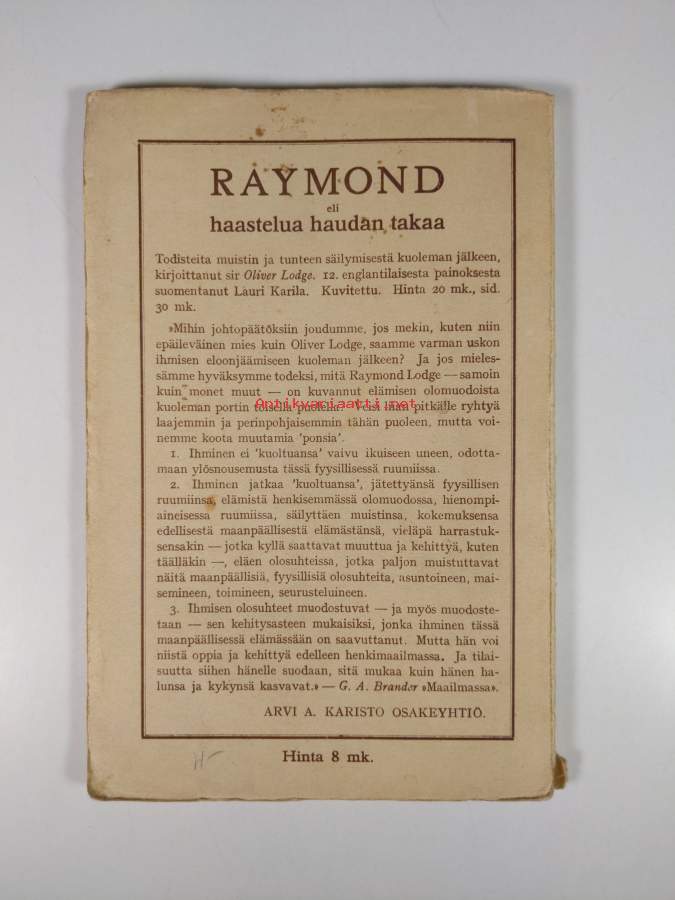 RAYMOND
eli
haastelua haudan takaa
Todisteita muistin ja tunteen säilymisestä kuoleman jälkeen,
kirjoittanut sir Oliver Lodge. 12. englantilaisesta painoksesta
suomentanut Lauri Karila. Kuvitettu. Hinta 20 mk., sid.
30 mk.
»Mihin johtopäätöksiin joudumme, jos mekin, kuten niin
epäileväinen mies kuin Oliver Lodge, saamme varman uskon
ihmisen eloonjäämiseen kuoleman jälkeen? Ja jos mieles-
sämme hyväksymme todeksi, mitä Raymond Lodge — samoin
kuin monet muut — on kuvannut elämisen olomuodoista
kuoleman portin toisella puolella? Voisi ihan pitkälle ryhtyä
Antikvariaatti.net
laajemmin ja perinpohjaisemmin tähän puoleen, mutta voi-
nemme koota muutamia 'ponsia'.
1. Ihminen ei 'kuoltuansa' vaivu ikuiseen uneen, odotta-
maan ylösnousemusta tässä fyysillisessä ruumiissa.
2. Ihminen jatkaa 'kuoltuansa', jätettyänsä fyysillisen
ruumiinsa, elämistä henkisemmässä olomuodossa, hienompi-
aineisessa ruumiissa, säilyttäen muistinsa, kokemuksensa
edellisestä maanpäällisestä elämästänsä, vieläpä harrastuk-
sensakin — jotka kyllä saattavat muuttua ja kehittyä, kuten
täälläkin —, eläen olosuhteissa, jotka paljon muistuttavat
näitä maanpäällisiä, fyysillisiä olosuhteita, asuntoineen, mai-
semineen, toimineen, seurusteluineen.
3. Ihmisen olosuhteet muodostuvat — ja myös muodoste-
taan — sen kehitysasteen mukaisiksi, jonka ihminen tässä
maanpäällisessä elämässään on saavuttanut. Mutta hän voi
niistä oppia ja kehittyä edelleen henkimaailmassa. Ja tilai-
suutta siihen hänelle suodaan, sitä mukaa kuin hänen ha-
lunsa ja kykynsä kasvavat.» — G. A. Brander »Maailmassa».
ARVI A. KARISTO OSAKEYHTIÖ.
Hinta 8 mk.